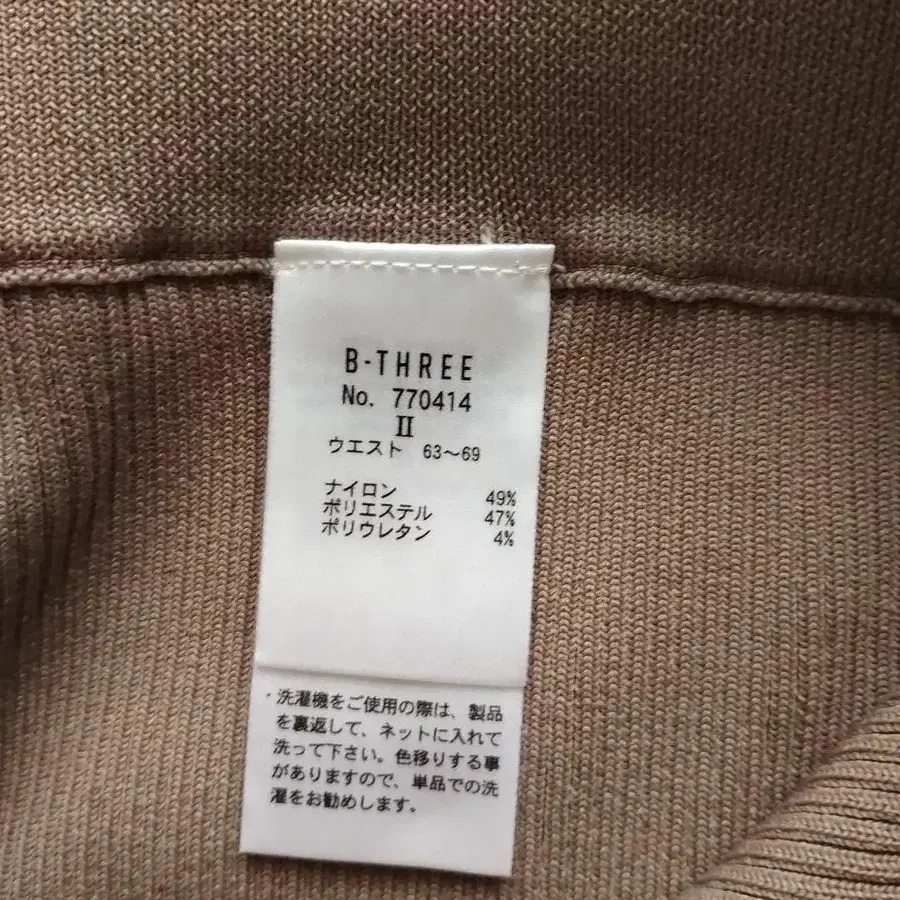 B-THREE
No. 770414
II
ウエスト 63～69
ナイロン 49%
ポリエステル 47%
ポリウレタン 4%
・洗濯機をご使用の際は、製品
を裏返して、ネットに入れて
洗って下さい。色移りする事
がありますので、単品での洗
濯をお勧めします。